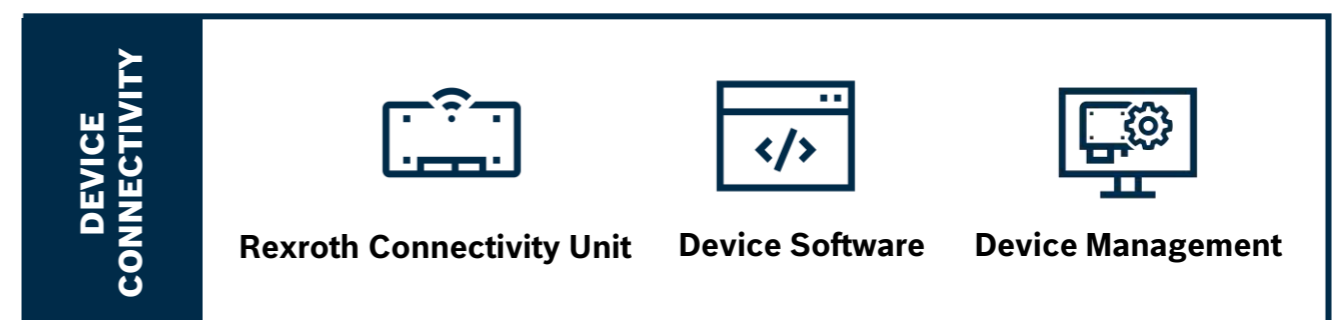 DEVICE
CONNECTIVITY
</>
Rexroth Connectivity Unit
Device Software
Device Management